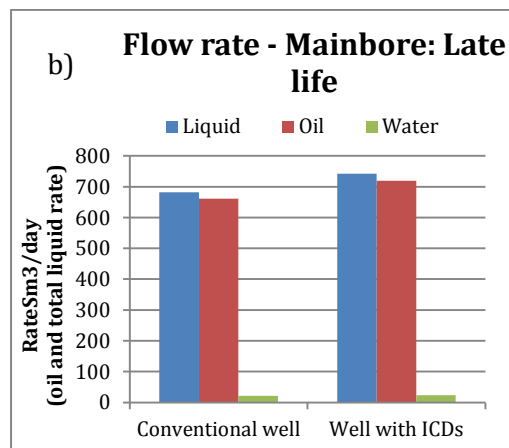 b)
Flow rate - Mainbore: Late
life
Liquid
Oil
Water
RateSm3/day
(oil and total liquid rate)
800
700
600
500
400
300
200
100
0
Conventional well
Well with ICDs